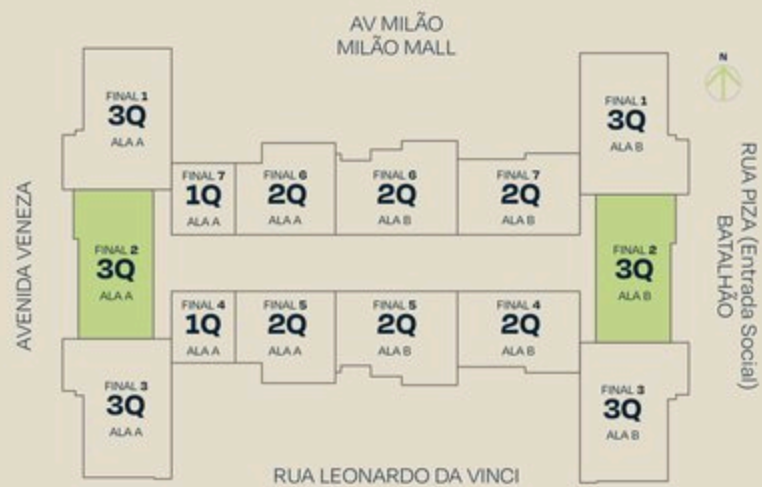 AV MILÃO
MILÃO MALL
N
FINAL 1
3Q
ALA A
FINAL 1
3Q
ALA B
FINAL 7
1Q
ALA A
FINAL 6
2Q
ALA A
FINAL 6
2Q
ALA B
FINAL 7
2Q
ALA B
AVENIDA VENEZA
FINAL 2
3Q
ALA A
FINAL 2
3Q
ALA B
RUA PIZA (Entrada Social)
BATALHÃO
FINAL 4
1Q
ALA A
FINAL 5
2Q
ALA A
FINAL 5
2Q
ALA B
FINAL 4
2Q
ALA B
FINAL 3
3Q
ALA A
FINAL 3
3Q
ALA B
RUA LEONARDO DA VINCI